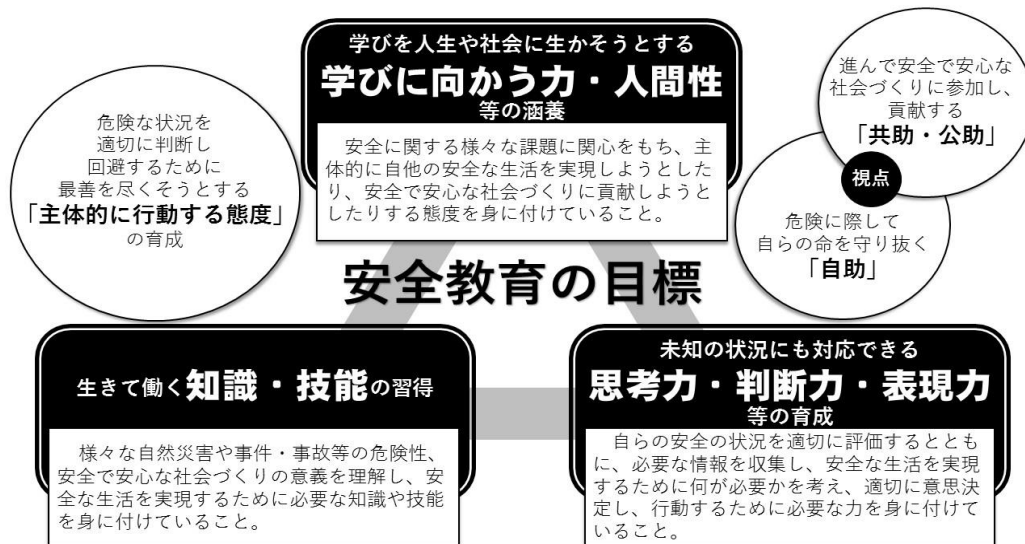 学びを人生や社会に生かそうとする
学びに向かう力・人間性
等の涵養
安全に関する様々な課題に関心をもち、主
体的に自他の安全な生活を実現しようとした
り、安全で安心な社会づくりに貢献しようと
したりする態度を身に付けていること。
危険な状況を
適切に判断し
回避するために
最善を尽くそうとする
「主体的に行動する態度」
の育成
進んで安全で安心な
社会づくりに参加し、
貢献する
「共助・公助」
視点
危険に際して
自らの命を守り抜く
「自助」
安全教育の目標
生きて働く知識・技能の習得
様々な自然災害や事件・事故等の危険性、
安全で安心な社会づくりの意義を理解し、安
全な生活を実現するために必要な知識や技能
を身に付けていること。
未知の状況にも対応できる
思考力・判断力・表現力
等の育成
自らの安全の状況を適切に評価するととも
に、必要な情報を収集し、安全な生活を実現
するために何が必要かを考え、適切に意思決
定し、行動するために必要な力を身に付けて
いること。